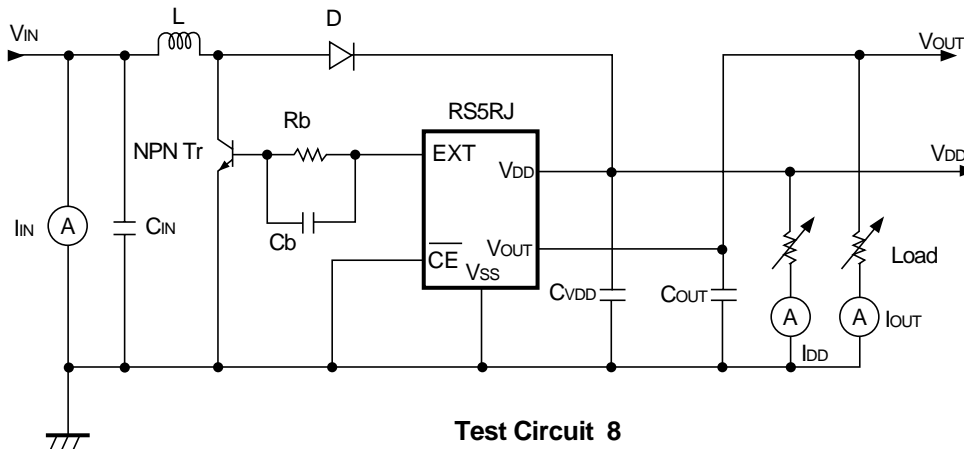 VIN
L
D
VOUT
RS5RJ
Rb
NPN Tr
EXT
VDD
VDD
IIN
A
CIN
Cb
VOUT
CE
VSS
Load
CVDD
COUT
A
A
IOUT
IDD
Test Circuit 8